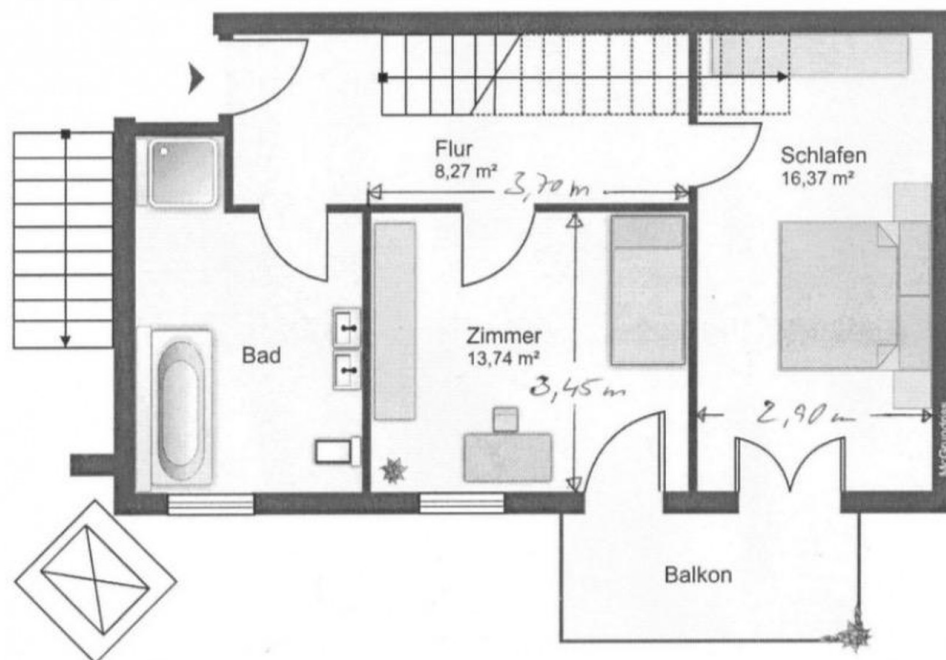 Flur
8,27 m²
3,70 m
Schlafen
16,37 m²
Bad
Zimmer
13,74 m²
3,45 m
2,90 m
Balkon